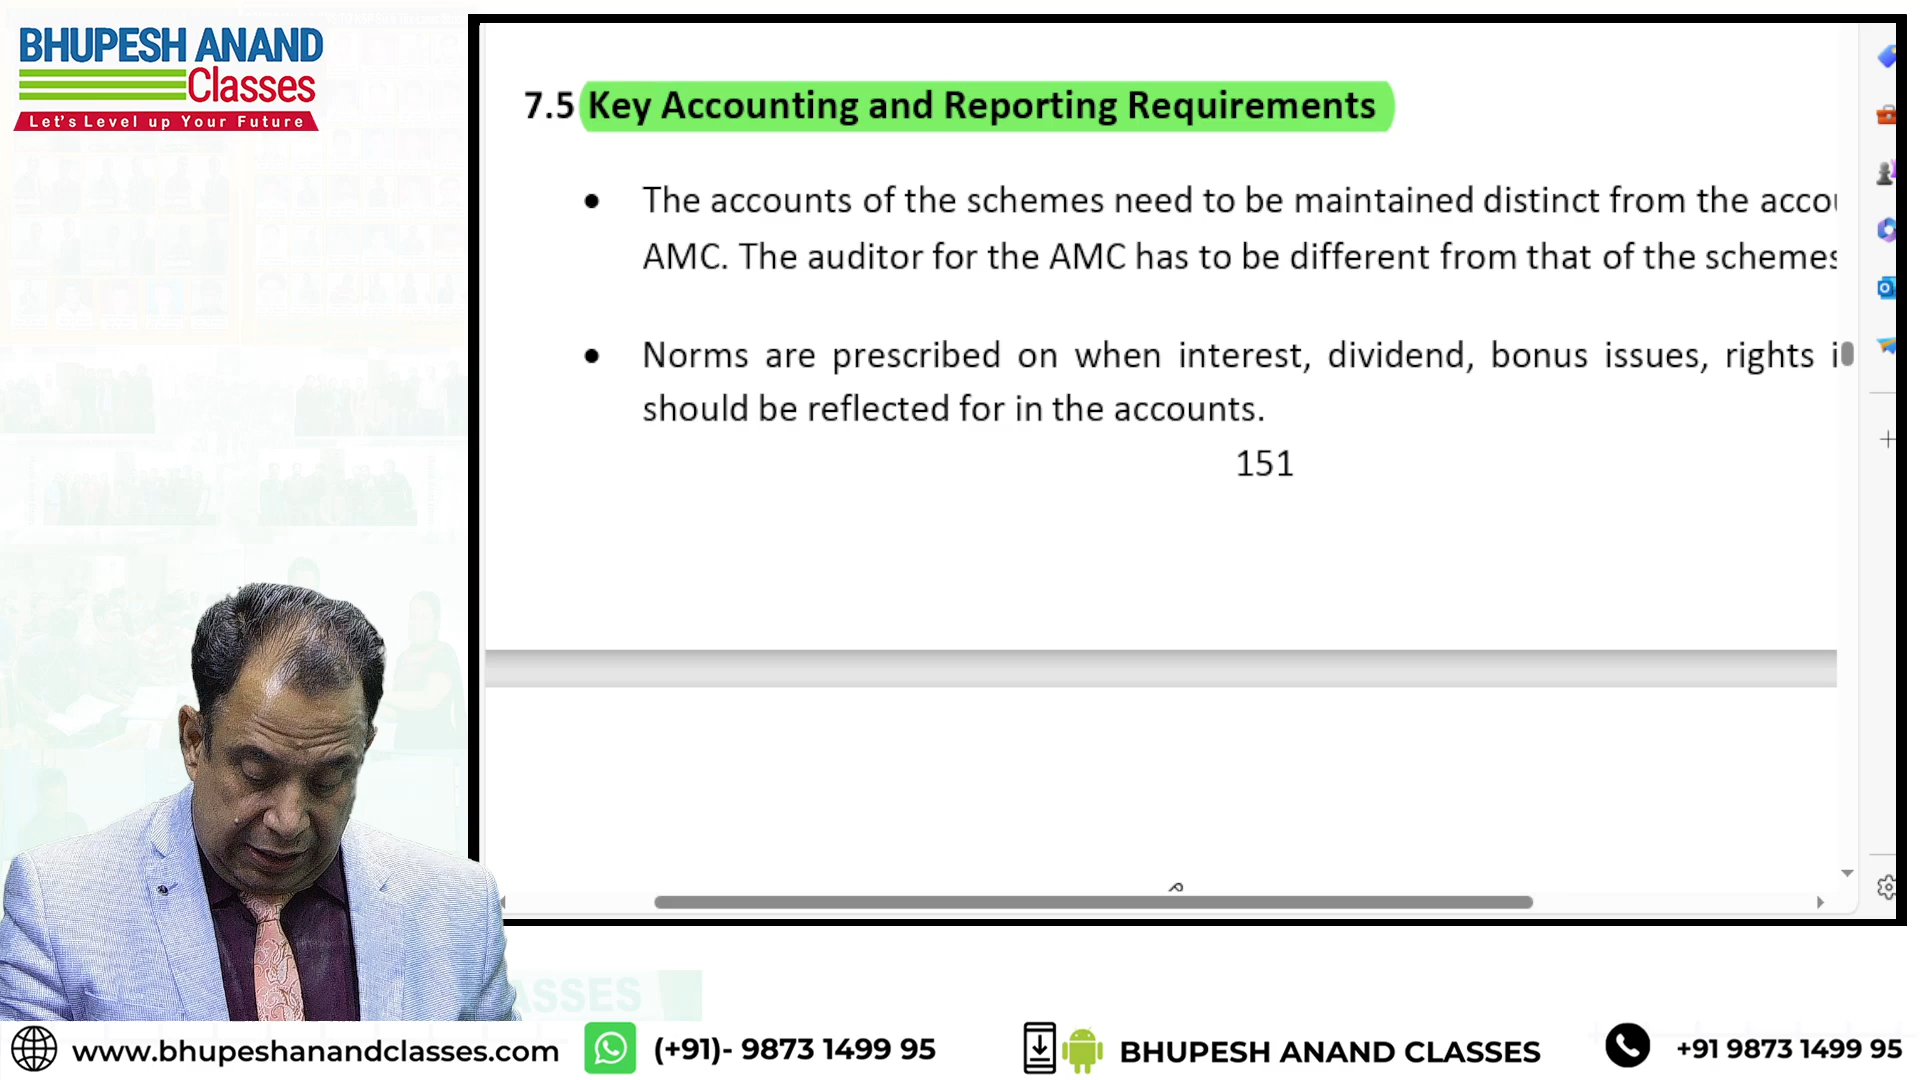 BHUPESH ANAND
Classes
Let's Level up Your Future
7.5 Key Accounting and Reporting Requirements
• The accounts of the schemes need to be maintained distinct from the
AMC. The auditor for the AMC has to be different from that of the schemes
• Norms are prescribed on when interest, dividend, bonus issues, rights
should be reflected for in the accounts.
151
ASSES
www.bhupeshanandclasses.com
(+91)- 9873 1499 95
BHUPESH ANAND CLASSES
+91 9873 1499 95